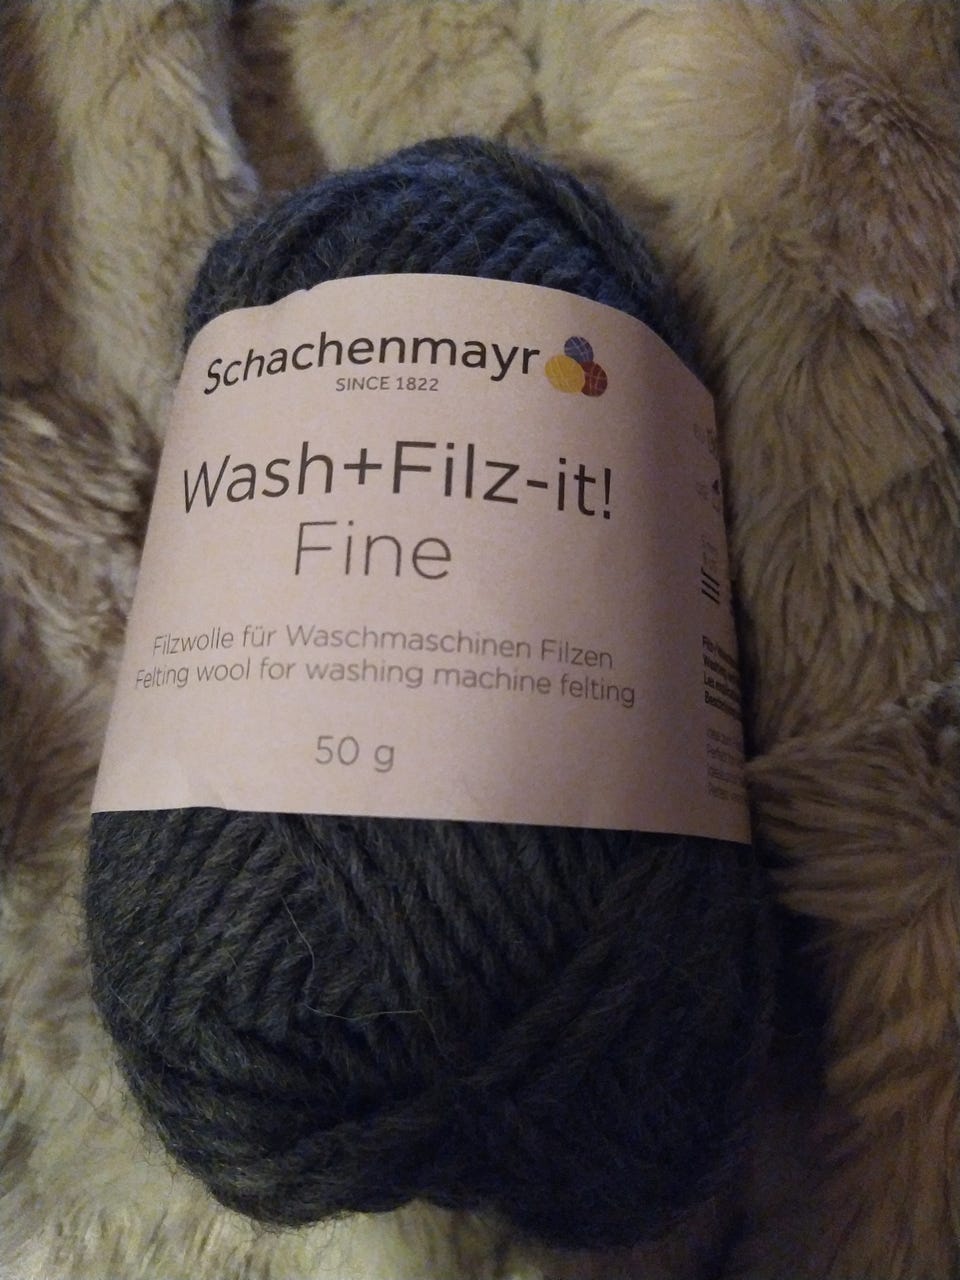 Schachenmayr
SINCE 1822
Wash+Filz-it!
Fine
Filzwolle für Waschmaschinen Filzen
Felting wool for washing machine felting
50 g